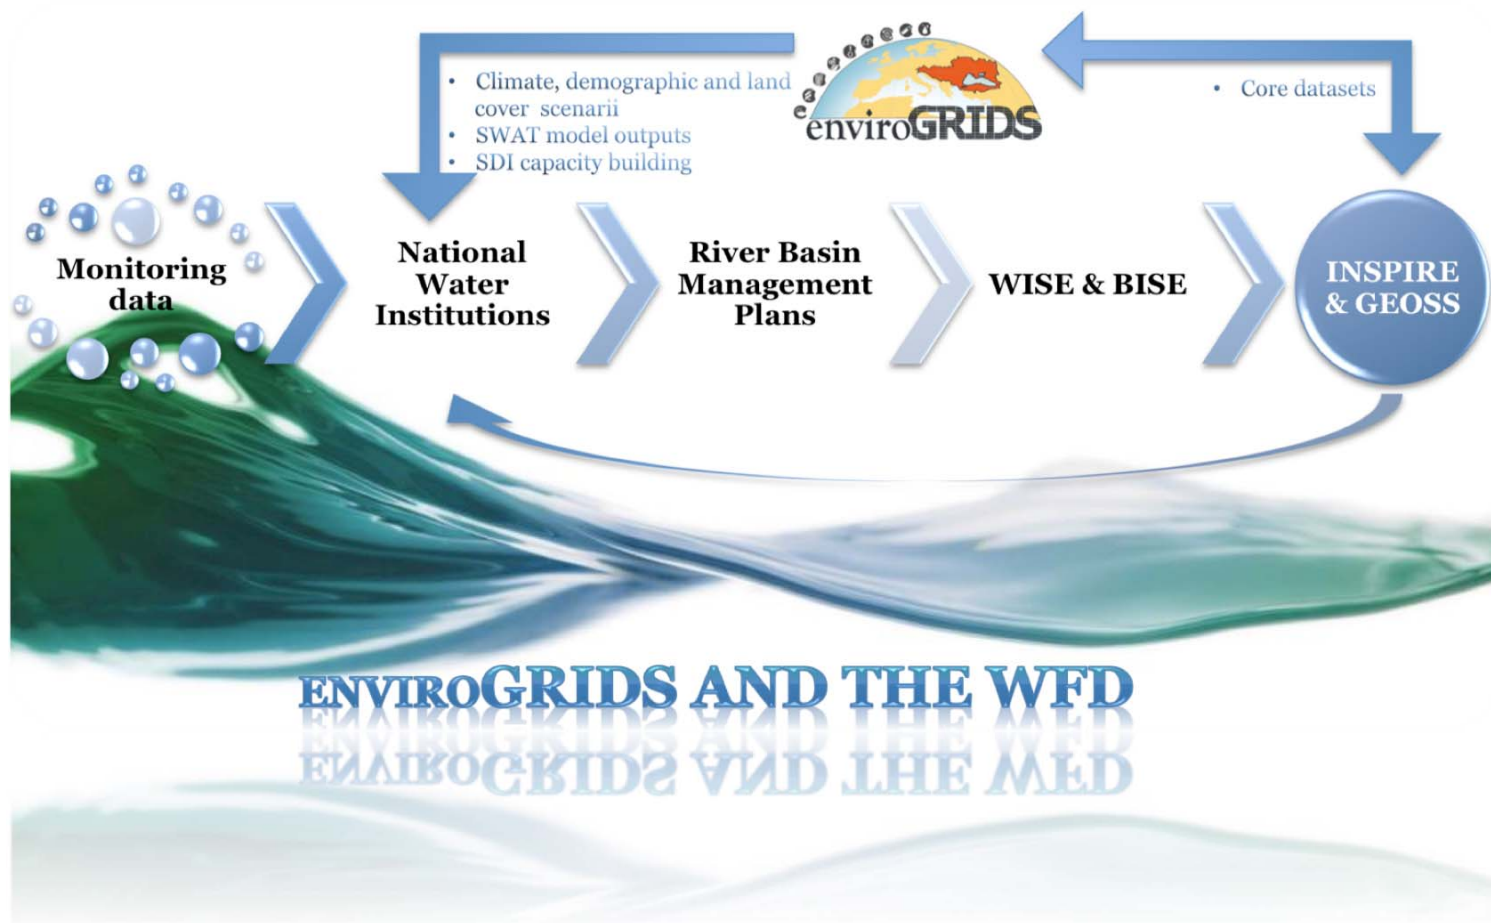 • Climate, demographic and land
cover scenarii
• SWAT model outputs
• SDI capacity building
enviroGRIDS
• Core datasets
Monitoring
data
National
Water
Institutions
River Basin
Management
Plans
WISE & BISE
INSPIRE
& GEOSS
ENVIROGRIDS AND THE WFD